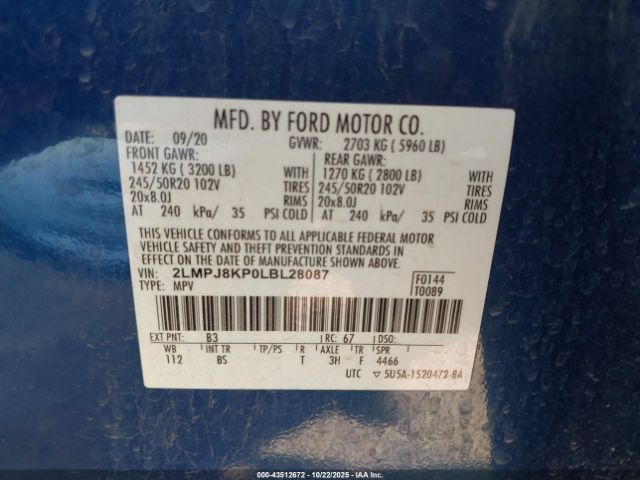 MFD. BY FORD MOTOR CO.
DATE: 09/20 GVWR: 2703 KG ( 5960 LB)
FRONT GAWR: REAR GAWR:
1452 KG ( 3200 LB) WITH 1270 KG ( 2800 LB) WITH
245/50R20 102V TIRES 245/50R20 102V TIRES
20x8.0J RIMS 20x8.0J RIMS
AT 240 kPa/ 35 PSI COLD AT 240 kPa/ 35 PSI COLD
THIS VEHICLE CONFORMS TO ALL APPLICABLE FEDERAL MOTOR
VEHICLE SAFETY AND THEFT PREVENTION STANDARDS IN
EFFECT ON THE DATE OF MANUFACTURE SHOWN ABOVE.
VIN: 2LMPJ8KP0LBL28087 F0144
TYPE: MPV T0089
EXT PNT: B3 RC: 67 DSO:
WB INT TR TP/PS R AXLE TR SPR
112 BS T 3H F 4466
UTC ▽ 5U5A-1520472-BA
© 00-43512672 - 10/22/2025 - IAAI.COM